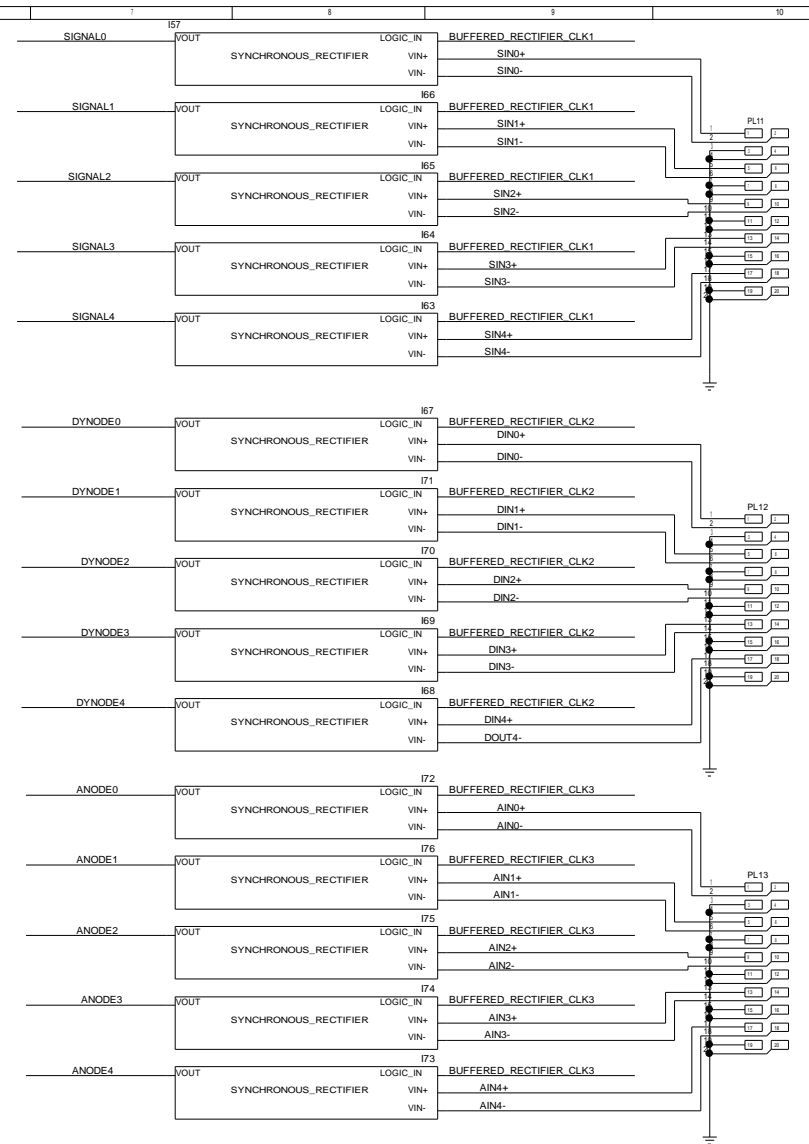 7 8 9 10
I57
SIGNAL0 VOUT LOGIC_IN BUFFERED_RECTIFIER_CLK1
SYNCHRONOUS_RECTIFIER VIN+ SIN0+
VIN- SIN0-
I66
SIGNAL1 VOUT LOGIC_IN BUFFERED_RECTIFIER_CLK1
SYNCHRONOUS_RECTIFIER VIN+ SIN1+
VIN- SIN1-
PL11
I65
SIGNAL2 VOUT LOGIC_IN BUFFERED_RECTIFIER_CLK1
SYNCHRONOUS_RECTIFIER VIN+ SIN2+
VIN- SIN2-
I64
SIGNAL3 VOUT LOGIC_IN BUFFERED_RECTIFIER_CLK1
SYNCHRONOUS_RECTIFIER VIN+ SIN3+
VIN- SIN3-
I63
SIGNAL4 VOUT LOGIC_IN BUFFERED_RECTIFIER_CLK1
SYNCHRONOUS_RECTIFIER VIN+ SIN4+
VIN- SIN4-
I67
DYNODE0 VOUT LOGIC_IN BUFFERED_RECTIFIER_CLK2
SYNCHRONOUS_RECTIFIER VIN+ DIN0+
VIN- DIN0-
I71
DYNODE1 VOUT LOGIC_IN BUFFERED_RECTIFIER_CLK2
SYNCHRONOUS_RECTIFIER VIN+ DIN1+
VIN- DIN1-
PL12
I70
DYNODE2 VOUT LOGIC_IN BUFFERED_RECTIFIER_CLK2
SYNCHRONOUS_RECTIFIER VIN+ DIN2+
VIN- DIN2-
I69
DYNODE3 VOUT LOGIC_IN BUFFERED_RECTIFIER_CLK2
SYNCHRONOUS_RECTIFIER VIN+ DIN3+
VIN- DIN3-
I68
DYNODE4 VOUT LOGIC_IN BUFFERED_RECTIFIER_CLK2
SYNCHRONOUS_RECTIFIER VIN+ DIN4+
VIN- DOUT4-
I72
ANODE0 VOUT LOGIC_IN BUFFERED_RECTIFIER_CLK3
SYNCHRONOUS_RECTIFIER VIN+ AIN0+
VIN- AIN0-
I76
ANODE1 VOUT LOGIC_IN BUFFERED_RECTIFIER_CLK3
SYNCHRONOUS_RECTIFIER VIN+ AIN1+
VIN- AIN1-
PL13
I75
ANODE2 VOUT LOGIC_IN BUFFERED_RECTIFIER_CLK3
SYNCHRONOUS_RECTIFIER VIN+ AIN2+
VIN- AIN2-
I74
ANODE3 VOUT LOGIC_IN BUFFERED_RECTIFIER_CLK3
SYNCHRONOUS_RECTIFIER VIN+ AIN3+
VIN- AIN3-
I73
ANODE4 VOUT LOGIC_IN BUFFERED_RECTIFIER_CLK3
SYNCHRONOUS_RECTIFIER VIN+ AIN4+
VIN- AIN4-